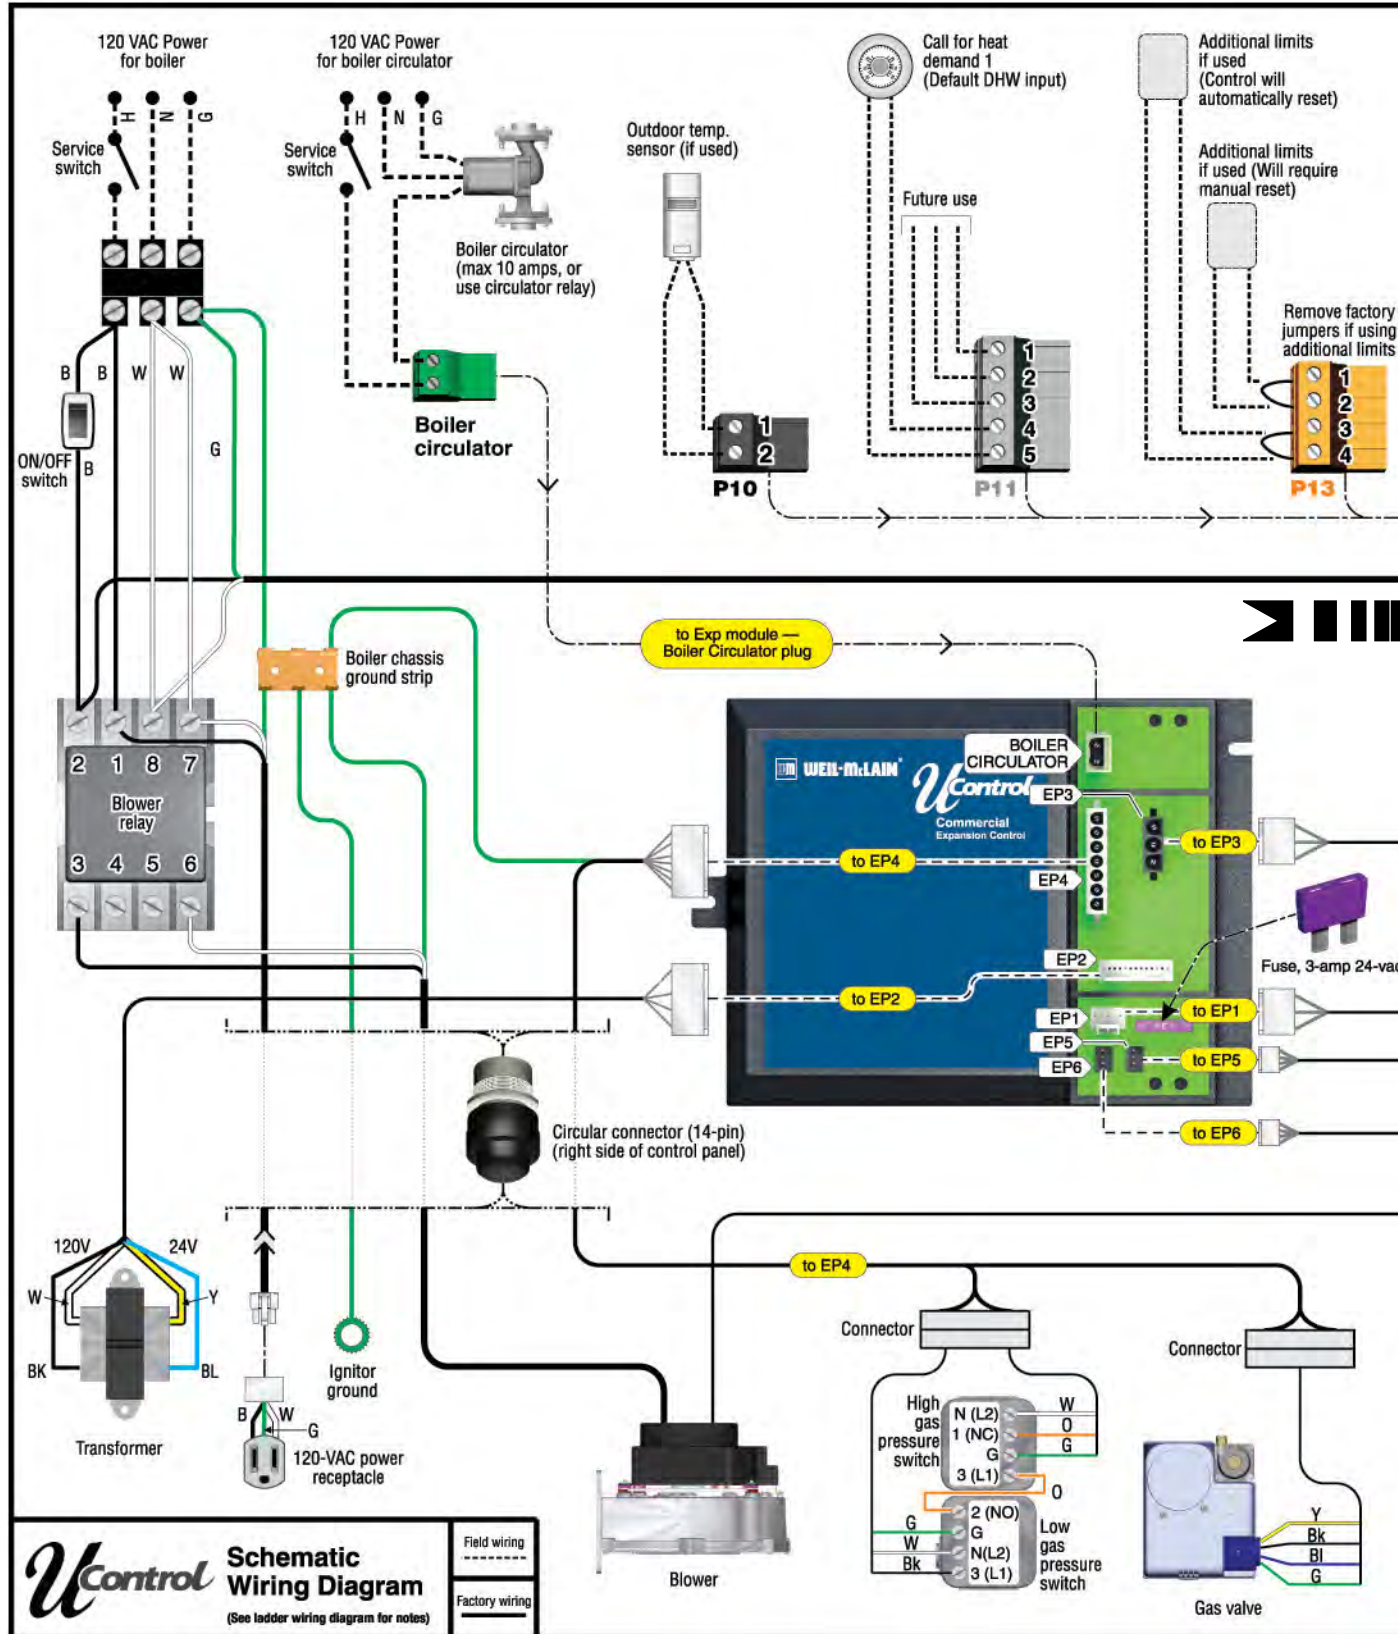 120 VAC Power
for boiler
H
N
G
Service
switch
120 VAC Power
for boiler circulator
H
N
G
Service
switch
Boiler circulator
(max 10 amps, or
use circulator relay)
Boiler
circulator
Outdoor temp.
sensor (if used)
1
2
P10
Call for heat
demand 1
(Default DHW input)
Future use
1
2
3
4
5
P11
Additional limits
if used
(Control will
automatically reset)
Additional limits
if used (Will require
manual reset)
Remove factory
jumpers if using
additional limits
1
2
3
4
P13
B
B
W
W
G
ON/OFF
switch
B
Boiler chassis
ground strip
to Exp module —
Boiler Circulator plug
2 1 8 7
Blower
relay
3 4 5 6
WM WEIL-McLAIN
UControl
Commercial
Expansion Control
BOILER
CIRCULATOR
EP3
EP4
EP2
EP1
EP5
EP6
to EP4
to EP2
to EP3
to EP1
to EP5
to EP6
Fuse, 3-amp 24-vac
Circular connector (14-pin)
(right side of control panel)
120V
24V
W
Y
BK
BL
Transformer
B
W
G
120-VAC power
receptacle
Ignitor
ground
Blower
to EP4
Connector
Connector
High
gas
pressure
switch
N (L2)
1 (NC)
G
3 (L1)
W
O
G
O
2 (NO)
G
N(L2)
3 (L1)
G
W
Bk
Low
gas
pressure
switch
Y
Bk
Bl
G
Gas valve
UControl
Schematic
Wiring Diagram
(See ladder wiring diagram for notes)
Field wiring
Factory wiring